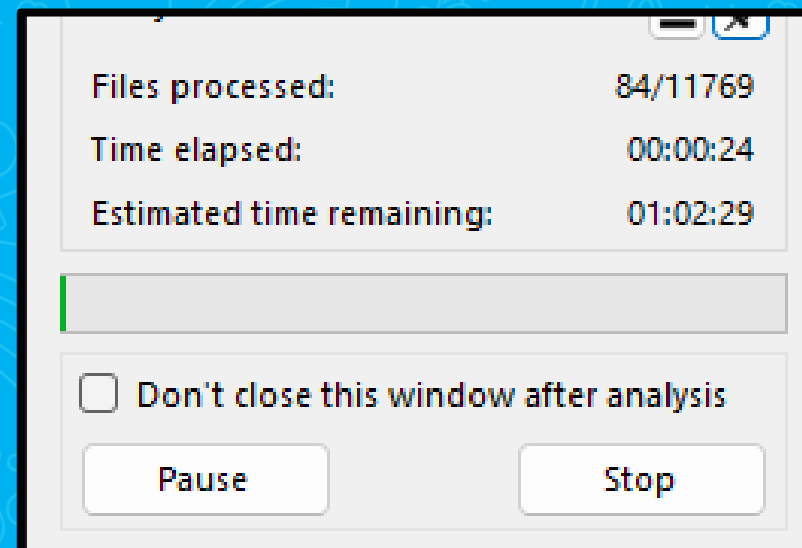 Files processed: 84/11769
Time elapsed: 00:00:24
Estimated time remaining: 01:02:29
Don't close this window after analysis
Pause Stop